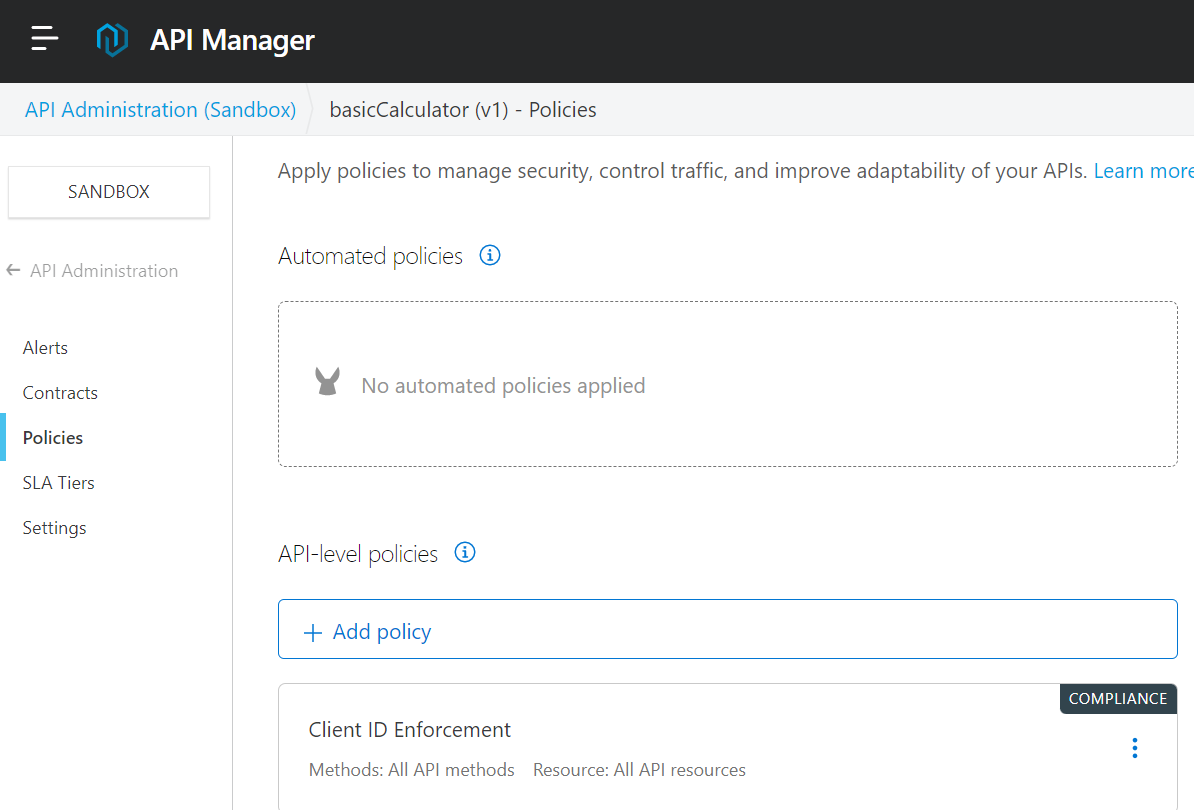 API Manager
API Administration (Sandbox)
basicCalculator (v1) - Policies
SANDBOX
API Administration
Alerts
Contracts
Policies
SLA Tiers
Settings
Apply policies to manage security, control traffic, and improve adaptability of your APIs. Learn more
Automated policies
No automated policies applied
API-level policies
Add policy
COMPLIANCE
Client ID Enforcement
Methods: All API methods Resource: All API resources